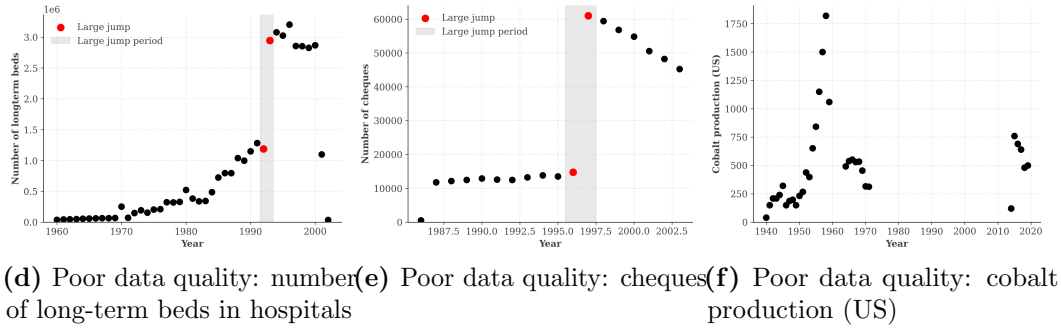 1e6
Large jump
Large jump period
3.0
2.5
2.0
1.5
1.0
0.5
0.0
Number of longterm beds
1960 1970 1980 1990 2000
Year
Large jump
Large jump period
60000
50000
40000
30000
20000
10000
0
Number of cheques
1987.5 1990.0 1992.5 1995.0 1997.5 2000.0 2002.5
Year
1750
1500
1250
1000
750
500
250
0
Cobalt production (US)
1940 1950 1960 1970 1980 1990 2000 2010 2020
Year
(d) Poor data quality: number
of long-term beds in hospitals
(e) Poor data quality: cheques
(f) Poor data quality: cobalt
production (US)